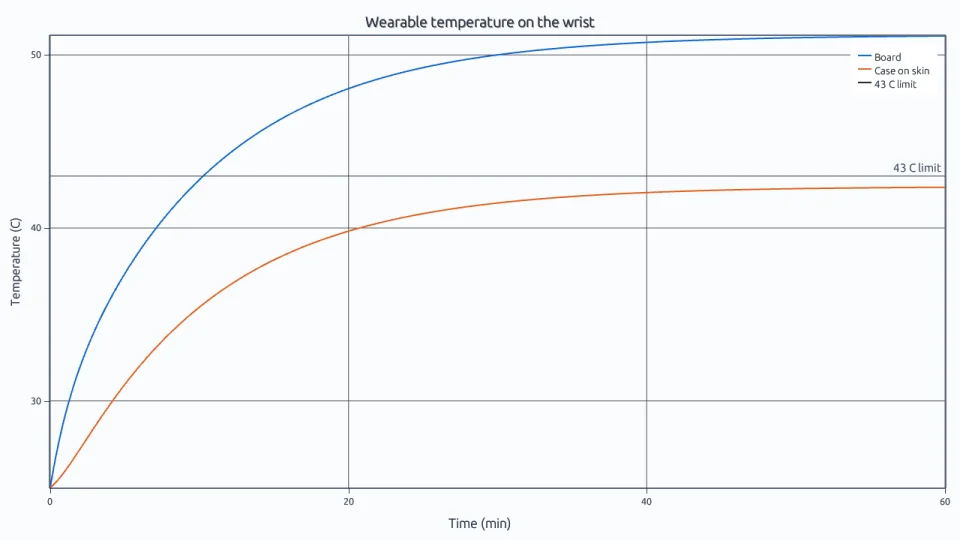 Wearable temperature on the wrist
50
Board
Case on skin
43 C limit
43 C limit
40
Temperature (C)
30
0
20
40
60
Time (min)